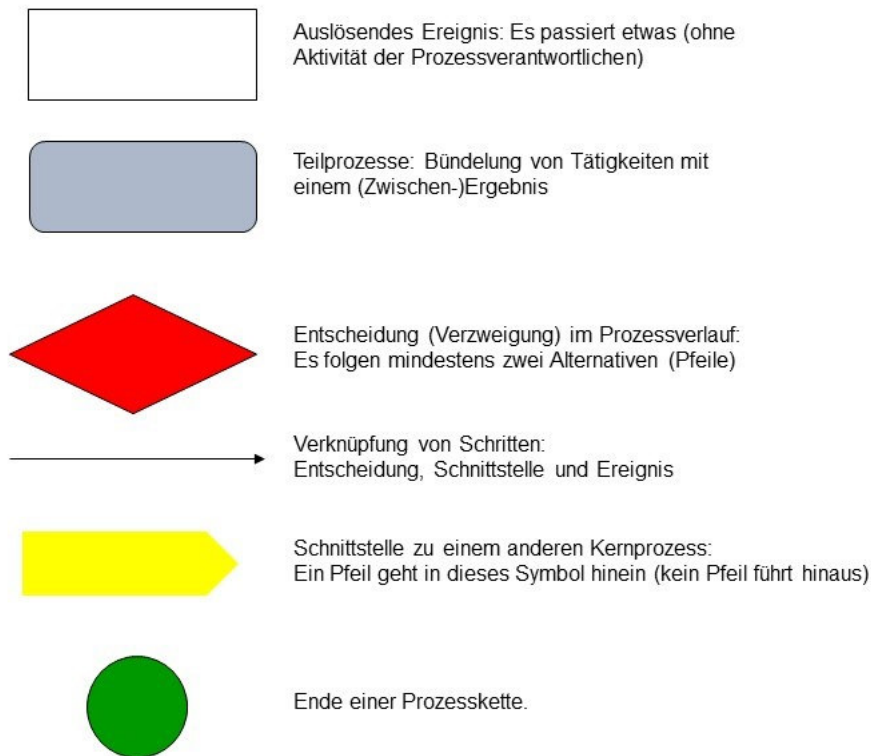 Auslösendes Ereignis: Es passiert etwas (ohne
Aktivität der Prozessverantwortlichen)
Teilprozesse: Bündelung von Tätigkeiten mit
einem (Zwischen-)Ergebnis
Entscheidung (Verzweigung) im Prozessverlauf:
Es folgen mindestens zwei Alternativen (Pfeile)
Verknüpfung von Schritten:
Entscheidung, Schnittstelle und Ereignis
Schnittstelle zu einem anderen Kernprozess:
Ein Pfeil geht in dieses Symbol hinein (kein Pfeil führt hinaus)
Ende einer Prozesskette.